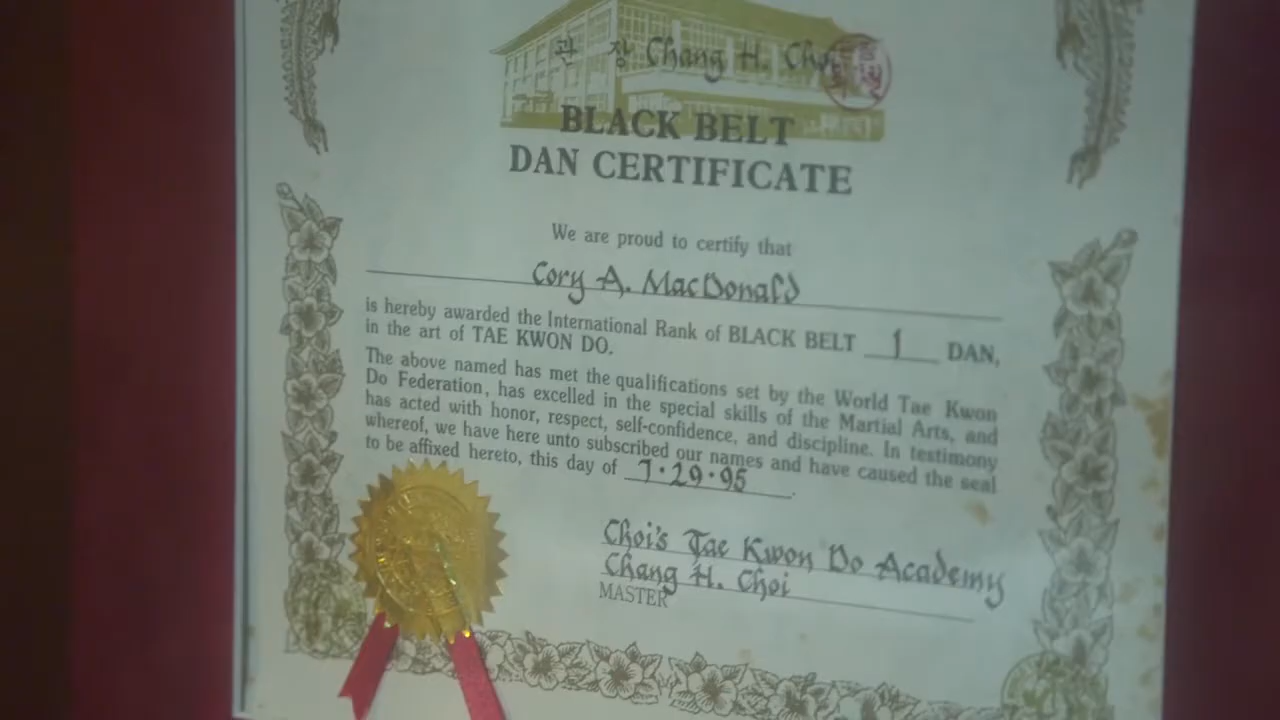 관 장 Chang H. Choi
BLACK BELT
DAN CERTIFICATE
We are proud to certify that
Cory A. MacDonald
is hereby awarded the International Rank of BLACK BELT 1 DAN,
in the art of TAE KWON DO.
The above named has met the qualifications set by the World Tae Kwon
Do Federation, has excelled in the special skills of the Martial Arts, and
has acted with honor, respect, self-confidence, and discipline. In testimony
whereof, we have here unto subscribed our names and have caused the seal
to be affixed hereto, this day of 7·29·95.
Choi's Tae Kwon Do Academy
Chang H. Choi
MASTER